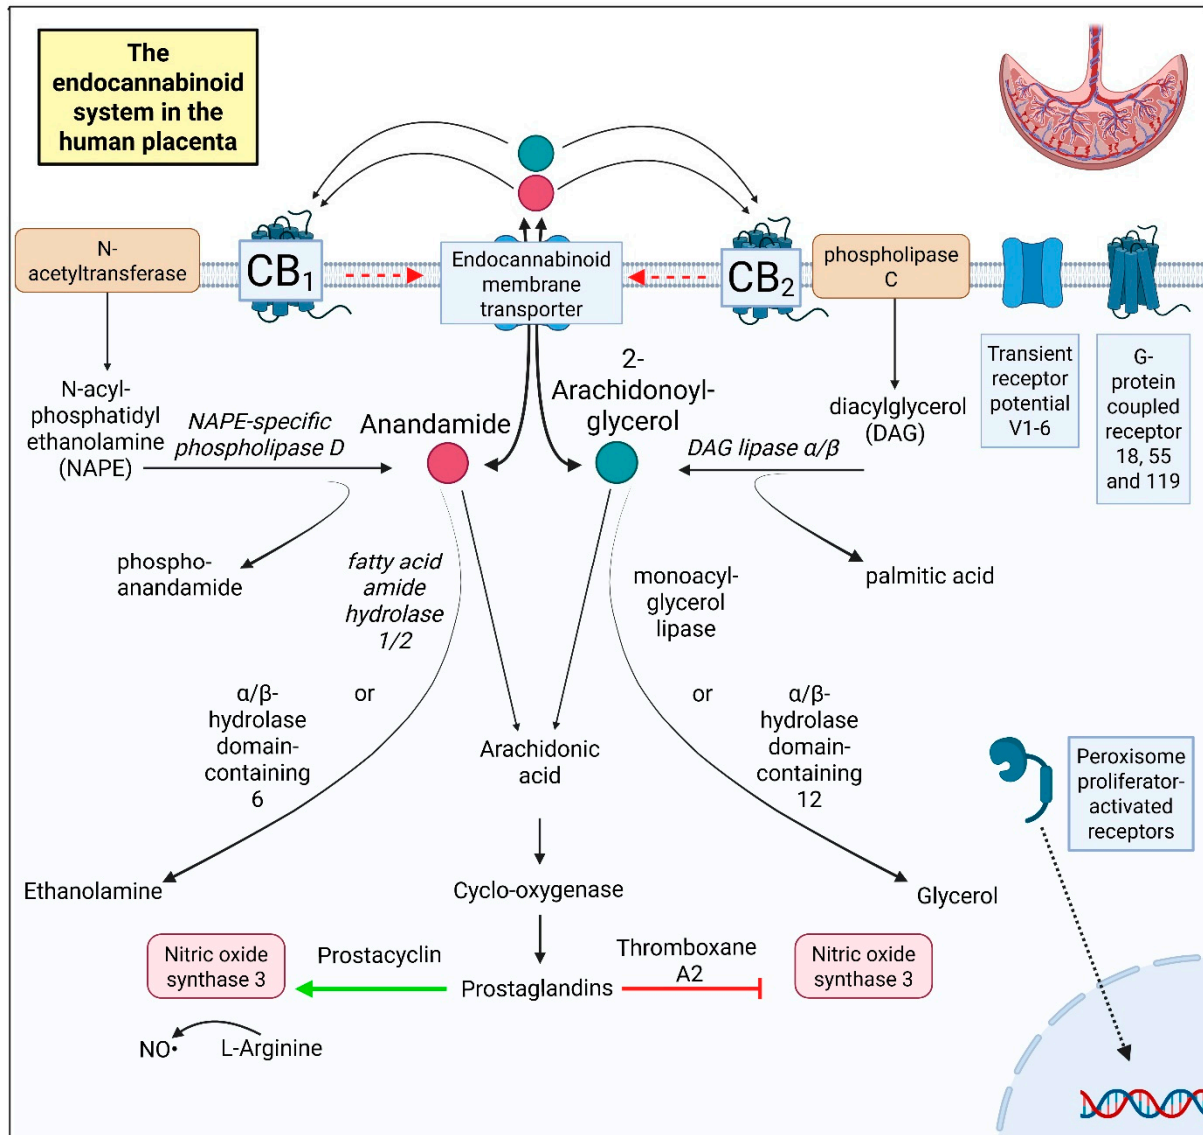 The
endocannabinoid
system in the
human placenta
N-
acetyltransferase
CB1
Endocannabinoid
membrane
transporter
CB2
phospholipase
C
Transient
receptor
potential
V1-6
G-
protein
coupled
receptor
18, 55
and 119
N-acyl-
phosphatidyl
ethanolamine
(NAPE)
NAPE-specific
phospholipase D
Anandamide
2-
Arachidonoyl-
glycerol
DAG lipase α/β
diacylglycerol
(DAG)
phospho-
anandamide
fatty acid
amide
hydrolase
1/2
monoacyl-
glycerol
lipase
palmitic acid
α/β-
hydrolase
domain-
containing
6
or
Arachidonic
acid
or
α/β-
hydrolase
domain-
containing
12
Peroxisome
proliferator-
activated
receptors
Ethanolamine
Cyclo-oxygenase
Glycerol
Nitric oxide
synthase 3
Prostacyclin
Prostaglandins
Thromboxane
A2
Nitric oxide
synthase 3
NO•
L-Arginine